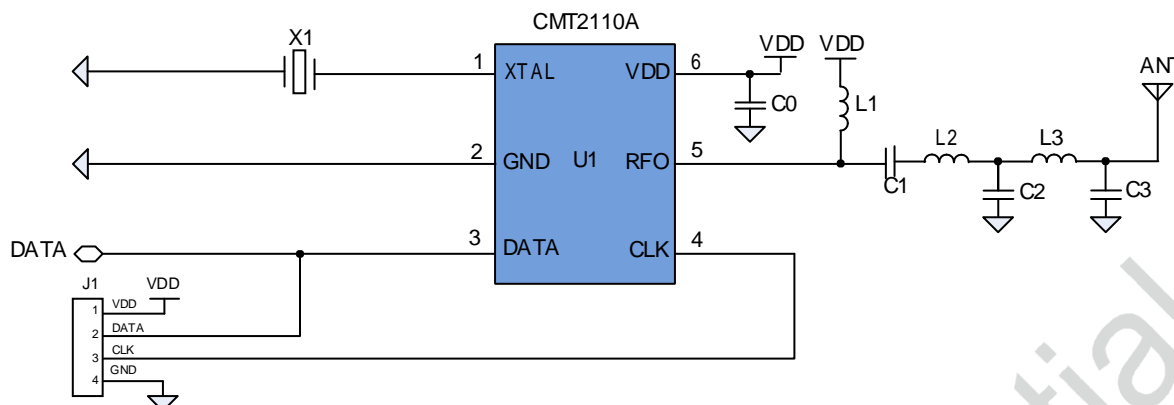 CMT2110A
X1
1
XTAL
VDD
6
VDD
VDD
ANT
C0
L1
2
GND
U1
RFO
5
C1
L2
L3
C2
C3
DATA
3
DATA
CLK
4
J1
VDD
1
VDD
2
DATA
3
CLK
4
GND
tial